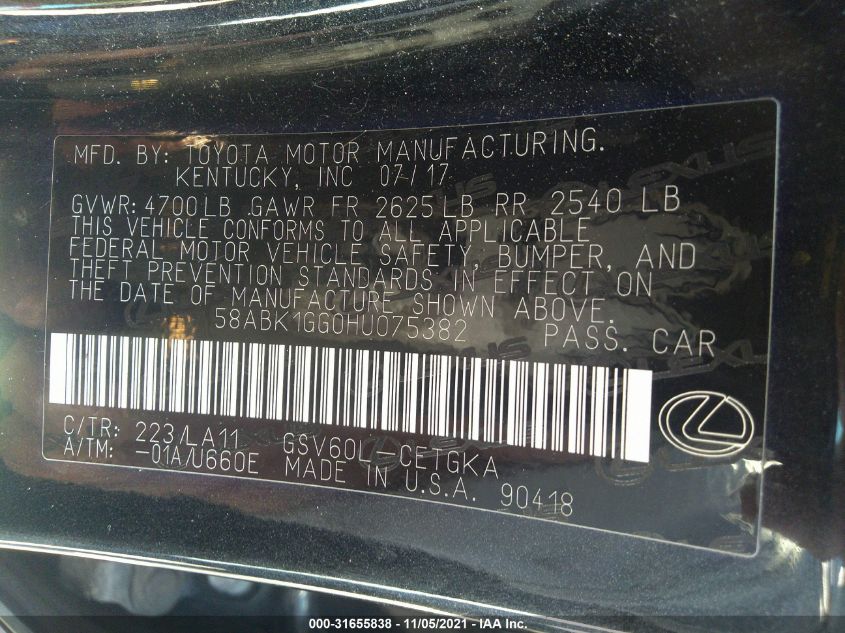 MFD. BY: TOYOTA MOTOR MANUFACTURING.
KENTUCKY, INC 07/17
GVWR: 4700 LB GAWR FR 2625 LB RR 2540 LB
THIS VEHICLE CONFORMS TO ALL APPLICABLE
FEDERAL MOTOR VEHICLE SAFETY, BUMPER, AND
THEFT PREVENTION STANDARDS IN EFFECT ON
THE DATE OF MANUFACTURE SHOWN ABOVE.
58ABK1GG0HU075382 PASS. CAR
C/TR: 223/LA11 GSV60L-CETGKA
A/TM: -01A/U660E MADE IN U.S.A. 90418
000-31655838 - 11/05/2021 - IAA Inc.